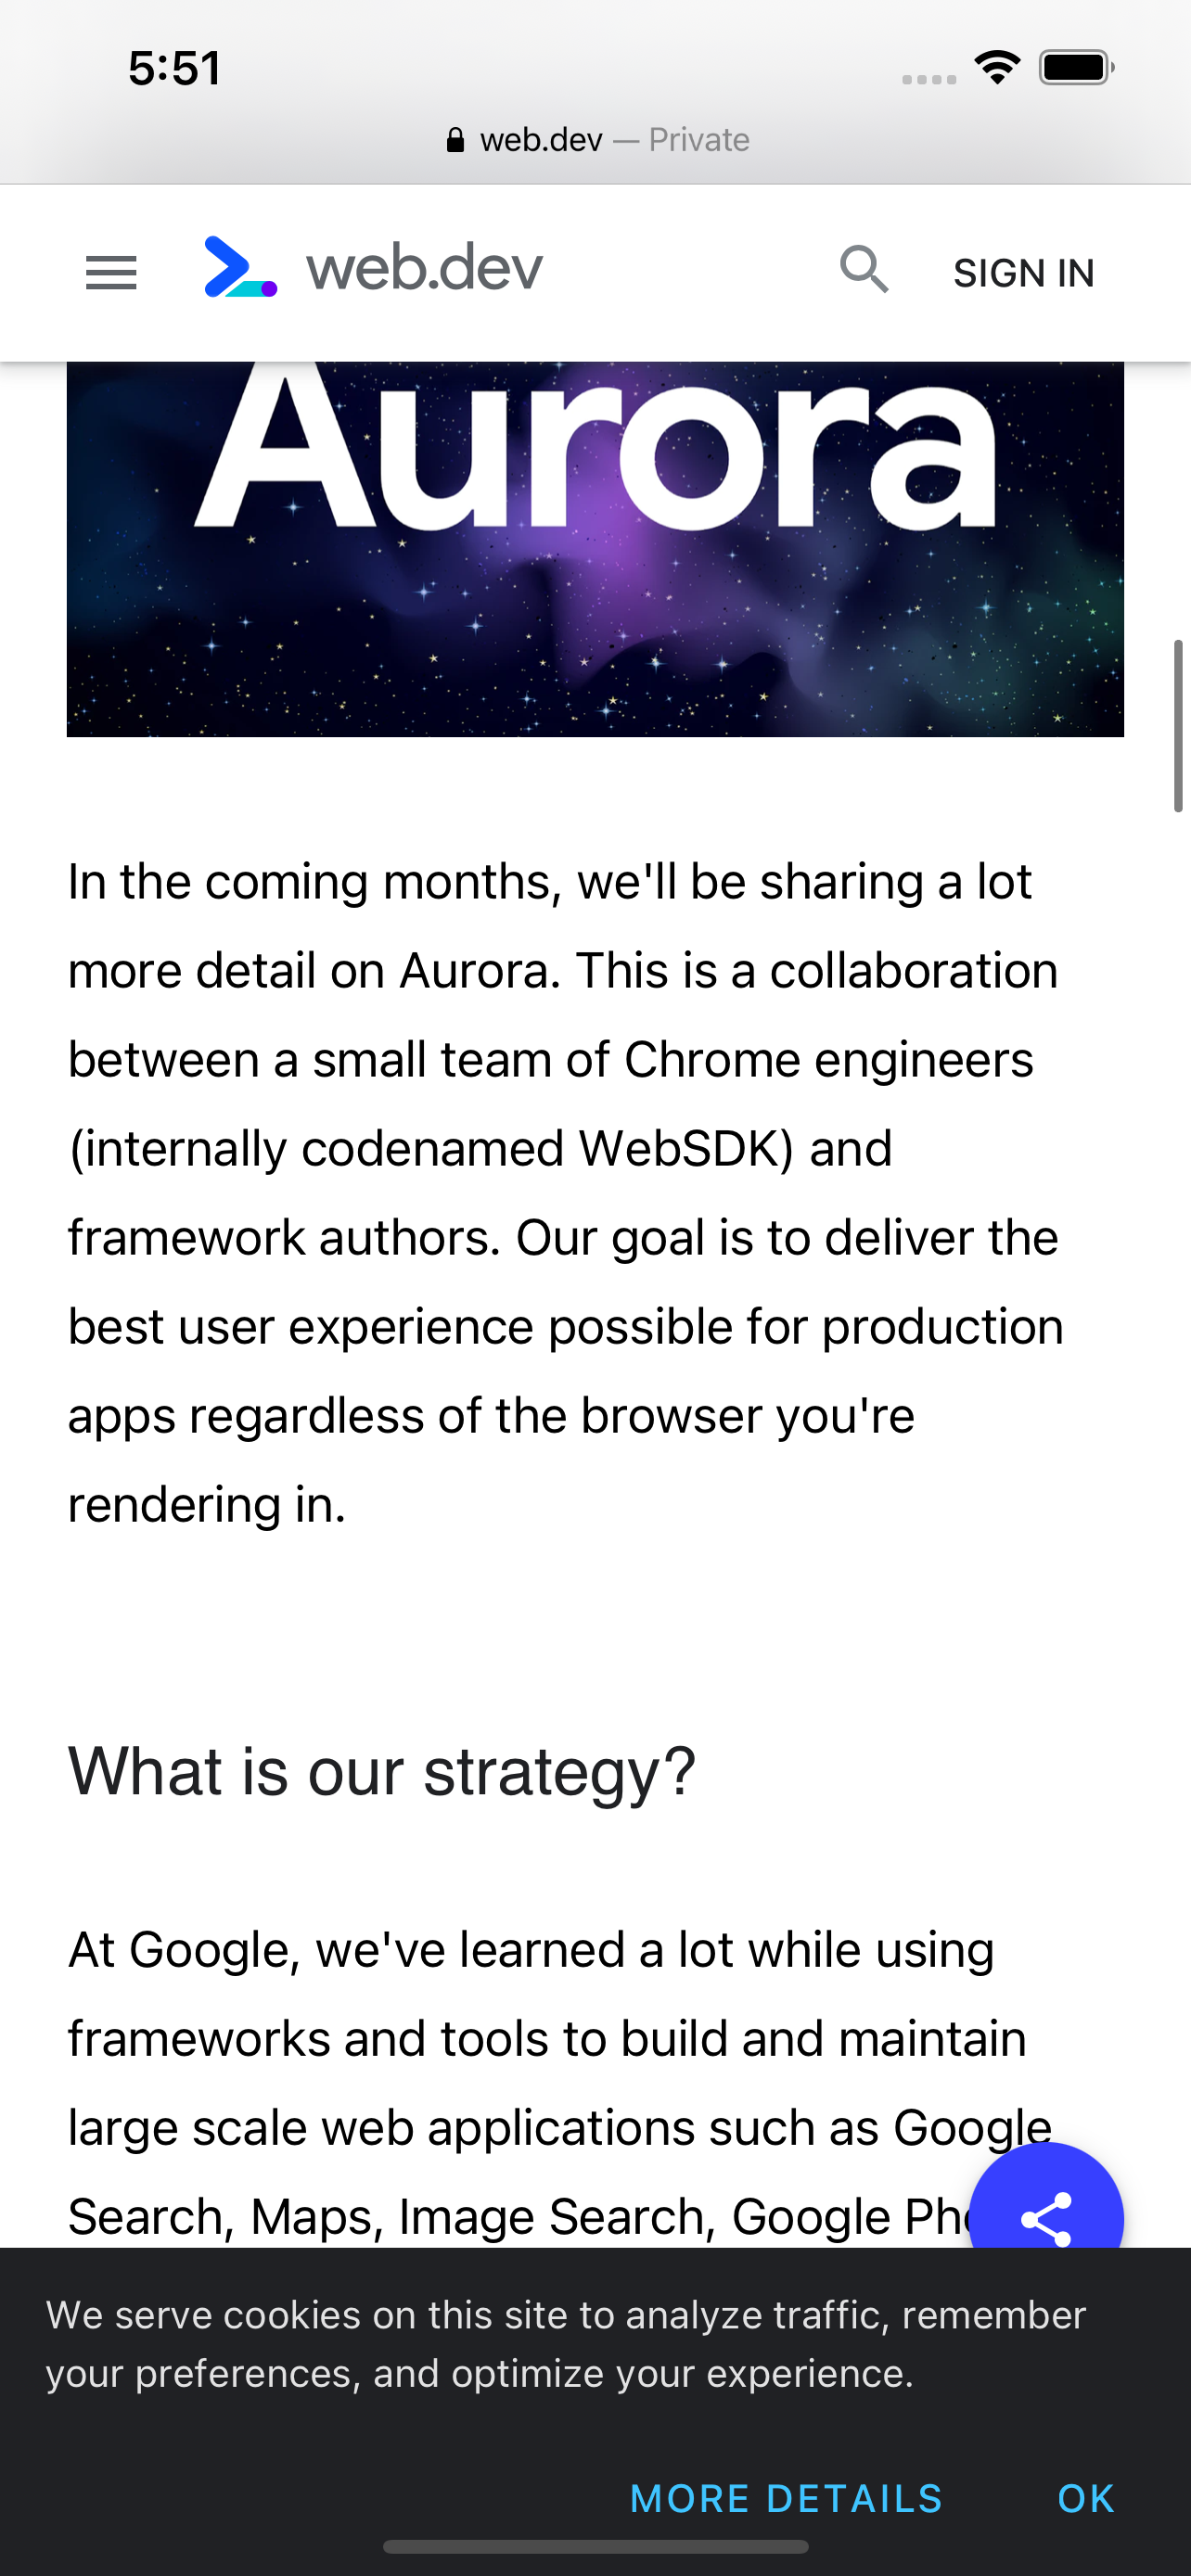 5:51
web.dev — Private
web.dev
SIGN IN
Aurora
In the coming months, we'll be sharing a lot
more detail on Aurora. This is a collaboration
between a small team of Chrome engineers
(internally codenamed WebSDK) and
framework authors. Our goal is to deliver the
best user experience possible for production
apps regardless of the browser you're
rendering in.
What is our strategy?
At Google, we've learned a lot while using
frameworks and tools to build and maintain
large scale web applications such as Google
Search, Maps, Image Search, Google
We serve cookies on this site to analyze traffic, remember
your preferences, and optimize your experience.
MORE DETAILS OK